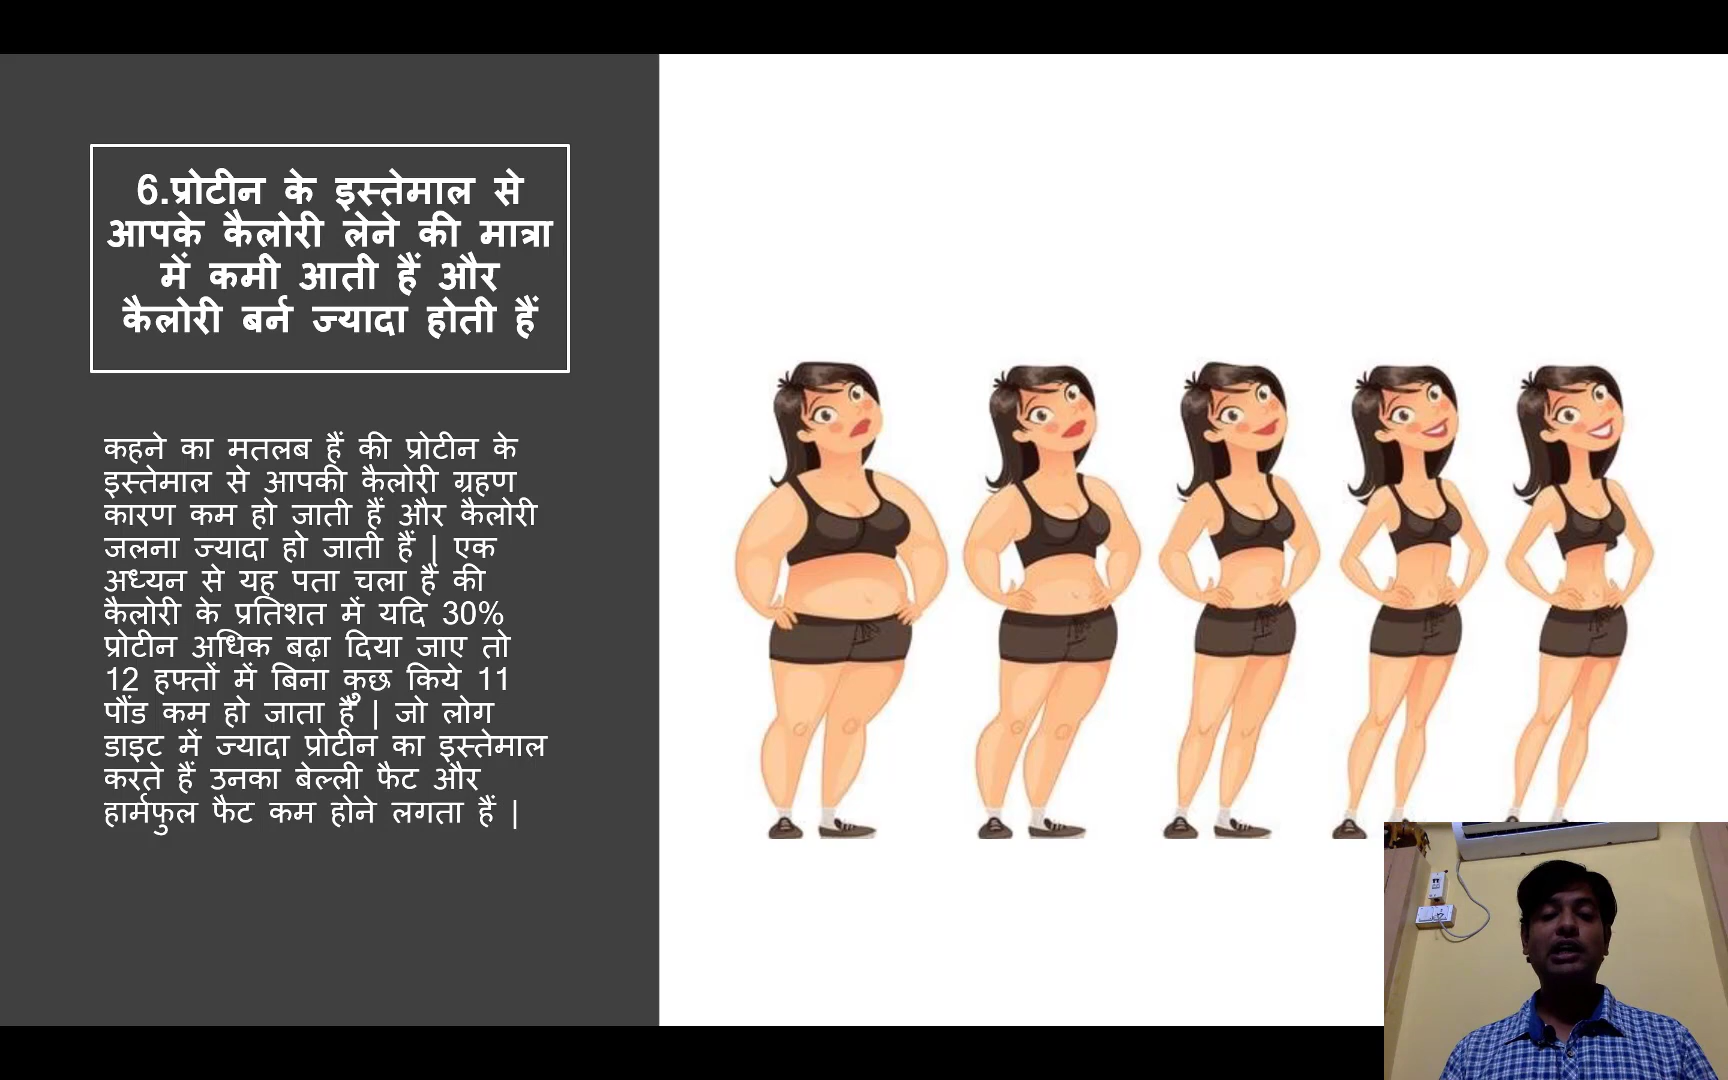 6.प्रोटीन के इस्तेमाल से
आपके कैलोरी लेने की मात्रा
में कमी आती हैं और
कैलोरी बर्न ज्यादा होती हैं
कहने का मतलब हैं की प्रोटीन के
इस्तेमाल से आपकी कैलोरी ग्रहण
कारण कम हो जाती हैं और कैलोरी
जलना ज्यादा हो जाती हैं | एक
अध्यन से यह पता चला हैं की
कैलोरी के प्रतिशत में यदि 30%
प्रोटीन अधिक बढ़ा दिया जाए तो
12 हफ्तों में बिना कुछ किये 11
पौंड कम हो जाता हैं | जो लोग
डाइट में ज्यादा प्रोटीन का इस्तेमाल
करते हैं उनका बेल्ली फैट और
हार्मफुल फैट कम होने लगता हैं |